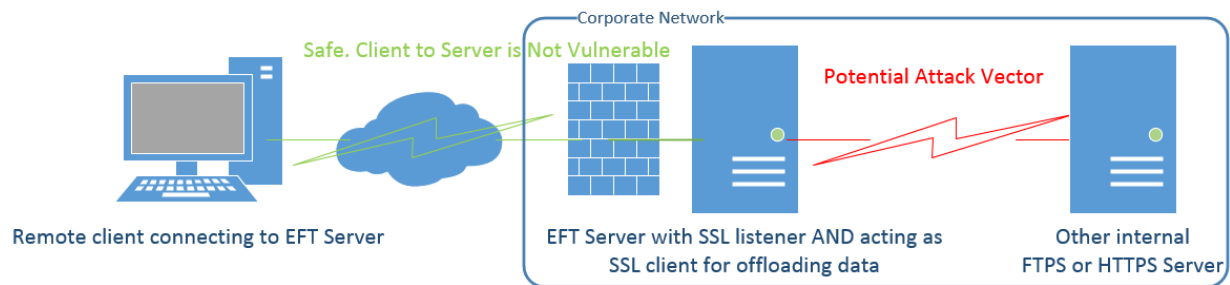 Corporate Network
Safe. Client to Server is Not Vulnerable
Potential Attack Vector
Remote client connecting to EFT Server
EFT Server with SSL listener AND acting as
SSL client for offloading data
Other internal
FTPS or HTTPS Server